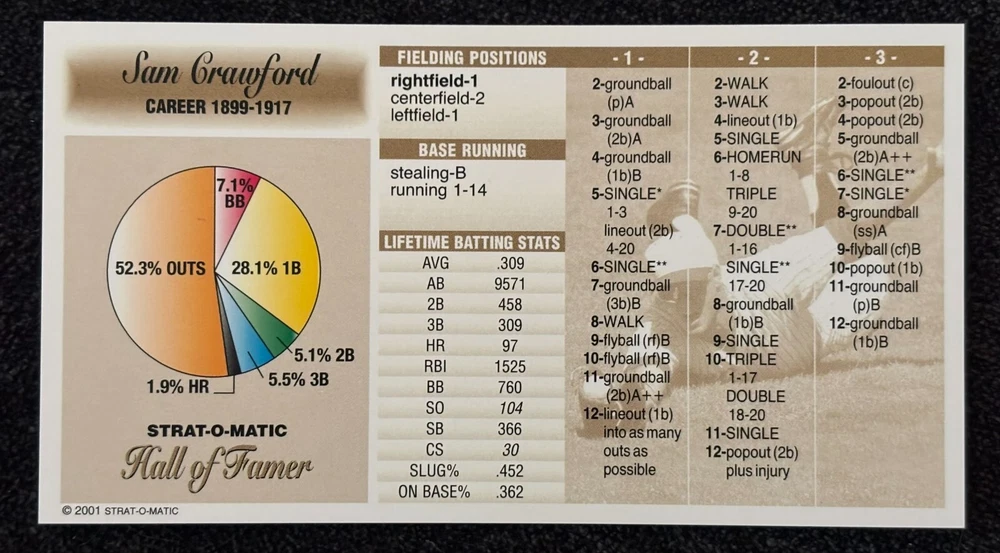 Sam Crawford
CAREER 1899-1917
7.1%
BB
52.3% OUTS
28.1% 1B
5.1% 2B
5.5% 3B
1.9% HR
STRAT-O-MATIC
Hall of Famer
© 2001 STRAT-O-MATIC
FIELDING POSITIONS
rightfield-1
centerfield-2
leftfield-1
BASE RUNNING
stealing-B
running 1-14
LIFETIME BATTING STATS
AVG .309
AB 9571
2B 458
3B 309
HR 97
RBI 1525
BB 760
SO 104
SB 366
CS 30
SLUG% .452
ON BASE% .362
- 1 -
2-groundball
(p)A
3-groundball
(2b)A
4-groundball
(1b)B
5-SINGLE*
1-3
lineout (2b)
4-20
6-SINGLE**
7-groundball
(3b)B
8-WALK
9-flyball (rf)B
10-flyball (rf)B
11-groundball
(2b)A++
12-lineout (1b)
into as many
outs as
possible
- 2 -
2-WALK
3-WALK
4-lineout (1b)
5-SINGLE
6-HOMERUN
1-8
TRIPLE
9-20
7-DOUBLE**
1-16
SINGLE**
17-20
8-groundball
(1b)B
9-SINGLE
10-TRIPLE
1-17
DOUBLE
18-20
11-SINGLE
12-popout (2b)
plus injury
- 3 -
2-foulout (c)
3-popout (2b)
4-popout (2b)
5-groundball
(2b)A++
6-SINGLE**
7-SINGLE*
8-groundball
(ss)A
9-flyball (cf)B
10-popout (1b)
11-groundball
(p)B
12-groundball
(1b)B